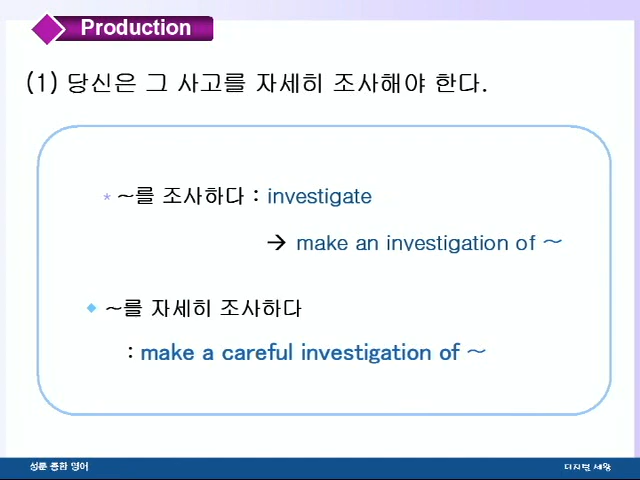 Production
(1) 당신은 그 사고를 자세히 조사해야 한다.
* ~를 조사하다 : investigate
→ make an investigation of ~
◆ ~를 자세히 조사하다
: make a careful investigation of ~
성문 종합 영어
디지털 세왕